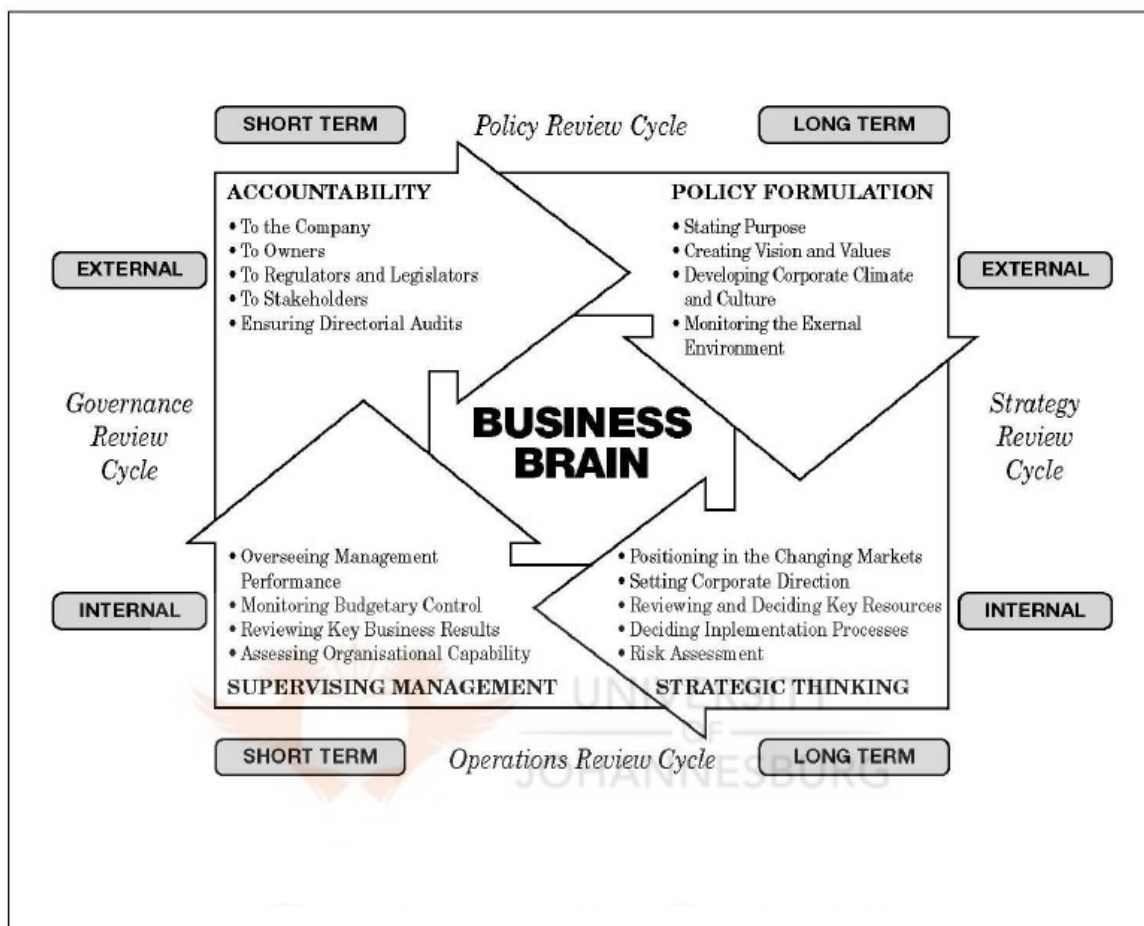 SHORT TERM
Policy Review Cycle
LONG TERM
ACCOUNTABILITY
• To the Company
• To Owners
• To Regulators and Legislators
• To Stakeholders
• Ensuring Directorial Audits
POLICY FORMULATION
• Stating Purpose
• Creating Vision and Values
• Developing Corporate Climate
and Culture
• Monitoring the Exernal
Environment
EXTERNAL
EXTERNAL
Governance
Review
Cycle
BUSINESS
BRAIN
Strategy
Review
Cycle
• Overseeing Management
Performance
• Monitoring Budgetary Control
• Reviewing Key Business Results
• Assessing Organisational Capability
SUPERVISING MANAGEMENT
• Positioning in the Changing Markets
• Setting Corporate Direction
• Reviewing and Deciding Key Resources
• Deciding Inplementation Processes
• Risk Assessment
STRATEGIC THINKING
INTERNAL
INTERNAL
UNIVERSITY
OF
JOHANNESBURG
SHORT TERM
Operations Review Cycle
LONG TERM